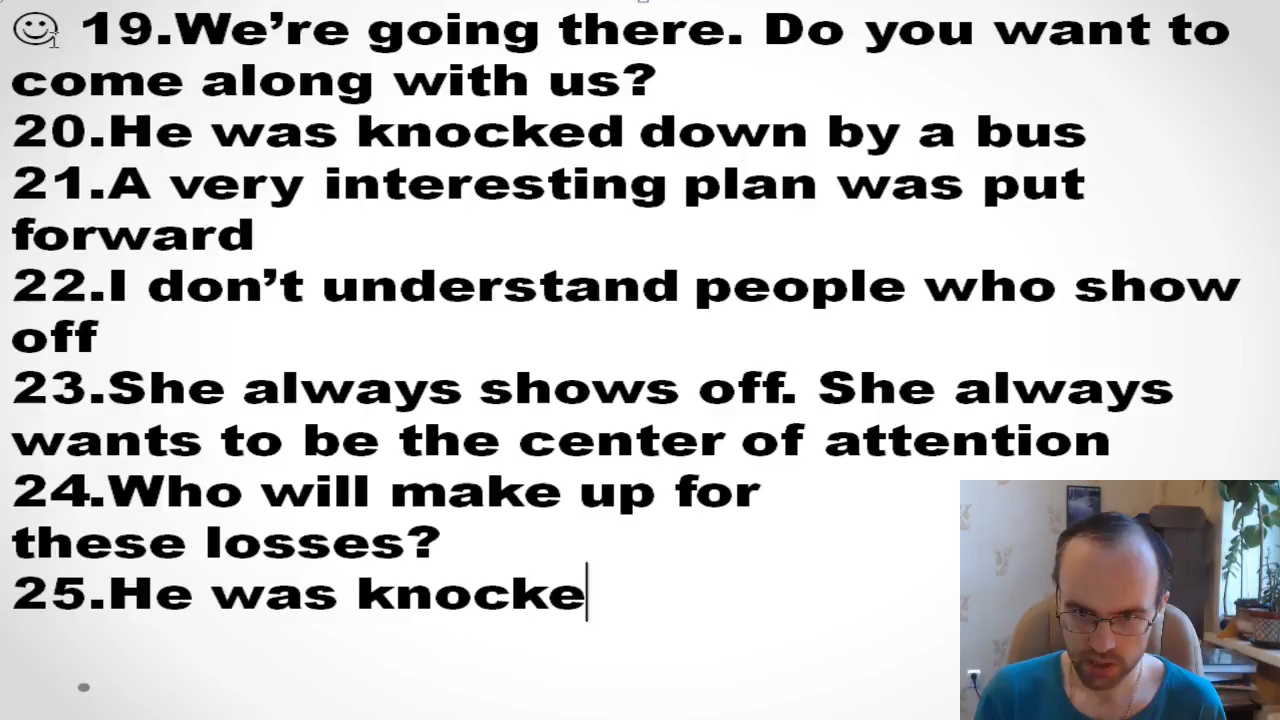 19.We’re going there. Do you want to
come along with us?
20.He was knocked down by a bus
21.A very interesting plan was put
forward
22.I don’t understand people who show
off
23.She always shows off. She always
wants to be the center of attention
24.Who will make up for
these losses?
25.He was knocke